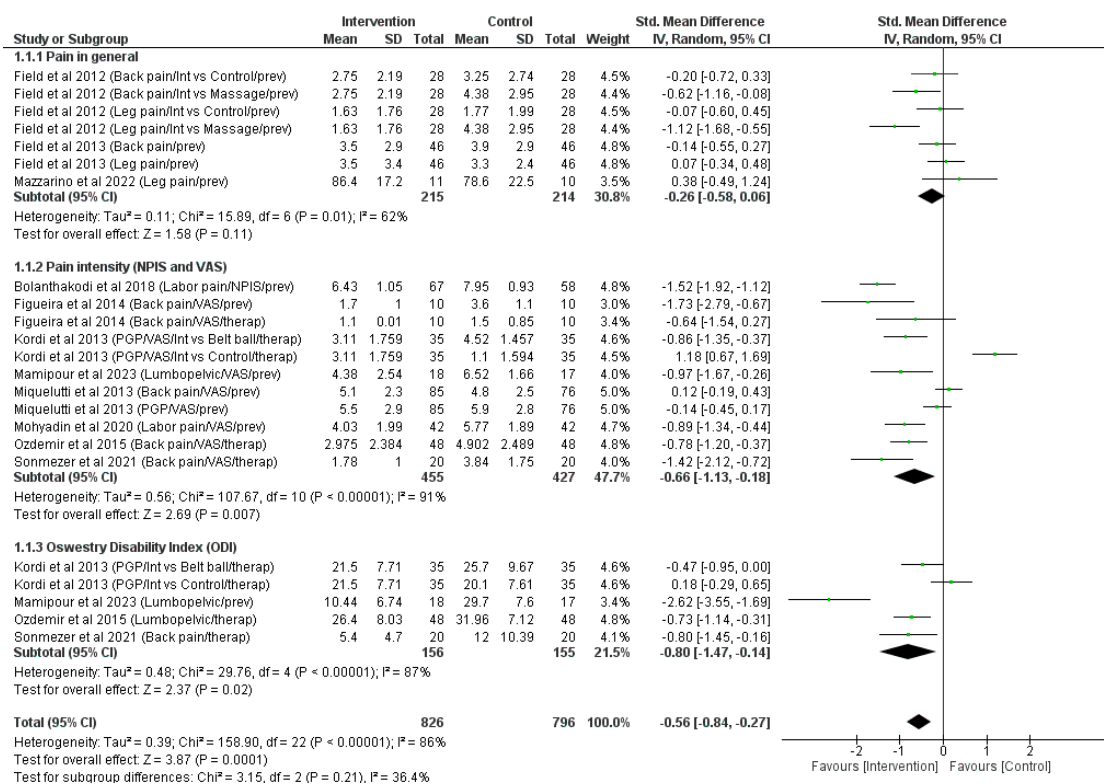 Intervention Control Std. Mean Difference Std. Mean Difference
Study or Subgroup Mean SD Total Mean SD Total Weight IV, Random, 95% CI IV, Random, 95% CI
1.1.1 Pain in general
Field et al 2012 (Back pain/Int vs Control/prev) 2.75 2.19 28 3.25 2.74 28 4.5% -0.20 [-0.72, 0.33]
Field et al 2012 (Back pain/Int vs Massage/prev) 2.75 2.19 28 4.38 2.95 28 4.4% -0.62 [-1.16, -0.08]
Field et al 2012 (Leg pain/Int vs Control/prev) 1.63 1.76 28 1.77 1.99 28 4.5% -0.07 [-0.60, 0.45]
Field et al 2012 (Leg pain/Int vs Massage/prev) 1.63 1.76 28 4.38 2.95 28 4.4% -1.12 [-1.68, -0.55]
Field et al 2013 (Back pain/prev) 3.5 2.9 46 3.9 2.9 46 4.7% -0.14 [-0.55, 0.27]
Field et al 2013 (Leg pain/prev) 3.5 3.4 46 3.3 2.4 46 4.7% 0.07 [-0.34, 0.48]
Mazzarino et al 2022 (Leg pain/prev) 86.4 17.2 11 78.6 22.5 10 3.6% 0.38 [-0.49, 1.24]
Subtotal (95% CI) 215 214 30.8% -0.26 [-0.58, 0.06]
Heterogeneity: Tau² = 0.11; Chi² = 15.89, df = 6 (P = 0.01); I² = 62%
Test for overall effect: Z = 1.58 (P = 0.11)
1.1.2 Pain intensity (NPIS and VAS)
Bolanthakodi et al 2018 (Labor pain/NPIS/prev) 6.43 1.05 67 7.95 0.93 58 4.8% -1.52 [-1.92, -1.12]
Figueira et al 2014 (Back pain/VAS/prev) 1.7 1 10 3.6 1.1 10 3.1% -1.73 [-2.79, -0.67]
Figueira et al 2014 (Back pain/VAS/therap) 1.1 0.01 10 1.5 0.85 10 3.4% -0.64 [-1.54, 0.27]
Kordi et al 2013 (PGP/VAS/Int vs Belt ball/therap) 3.11 1.759 35 4.52 1.457 35 4.6% -0.86 [-1.35, -0.37]
Kordi et al 2013 (PGP/VAS/Int vs Control/therap) 3.11 1.759 35 1.1 1.594 35 4.5% 1.18 [0.67, 1.69]
Mamipour et al 2023 (Lumbopelvic/VAS/prev) 4.38 2.54 18 6.52 1.66 17 4.0% -0.97 [-1.67, -0.26]
Miquelutti et al 2013 (Back pain/VAS/prev) 5.1 2.3 85 4.8 2.5 76 5.0% 0.12 [-0.19, 0.43]
Miquelutti et al 2013 (PGP/VAS/prev) 5.5 2.9 85 5.9 2.8 76 5.0% -0.14 [-0.45, 0.17]
Mohyadin et al 2020 (Labor pain/VAS/prev) 4.03 1.99 42 5.77 1.89 42 4.7% -0.89 [-1.34, -0.44]
Ozdemir et al 2015 (Back pain/VAS/therap) 2.975 2.384 48 4.902 2.489 48 4.7% -0.78 [-1.20, -0.37]
Sonmezer et al 2021 (Back pain/VAS/therap) 1.78 1 20 3.84 1.75 20 4.0% -1.42 [-2.12, -0.72]
Subtotal (95% CI) 455 427 47.7% -0.66 [-1.13, -0.18]
Heterogeneity: Tau² = 0.56; Chi² = 107.67, df = 10 (P < 0.00001); I² = 91%
Test for overall effect: Z = 2.69 (P = 0.007)
1.1.3 Oswestry Disability Index (ODI)
Kordi et al 2013 (PGP/Int vs Belt ball/therap) 21.5 7.71 35 25.7 9.67 35 4.6% -0.47 [-0.95, 0.00]
Kordi et al 2013 (PGP/Int vs Control/therap) 21.5 7.71 35 20.1 7.61 35 4.6% 0.18 [-0.29, 0.65]
Mamipour et al 2023 (Lumbopelvic/prev) 10.44 6.74 18 29.7 7.6 17 3.4% -2.62 [-3.55, -1.69]
Ozdemir et al 2015 (Lumbopelvic/therap) 26.4 8.03 48 31.96 7.12 48 4.7% -0.73 [-1.14, -0.31]
Sonmezer et al 2021 (Back pain/therap) 5.4 4.7 20 12 10.39 20 4.1% -0.80 [-1.45, -0.16]
Subtotal (95% CI) 156 155 21.5% -0.80 [-1.47, -0.14]
Heterogeneity: Tau² = 0.48; Chi² = 29.76, df = 4 (P < 0.00001); I² = 87%
Test for overall effect: Z = 2.37 (P = 0.02)
Total (95% CI) 826 796 100.0% -0.56 [-0.84, -0.27]
Heterogeneity: Tau² = 0.39; Chi² = 158.90, df = 22 (P < 0.00001); I² = 86%
Test for overall effect: Z = 3.87 (P = 0.0001)
Test for subgroup differences: Chi² = 3.15, df = 2 (P = 0.21), I² = 36.4%
-2 -1 0 1 2
Favours [Intervention] Favours [Control]